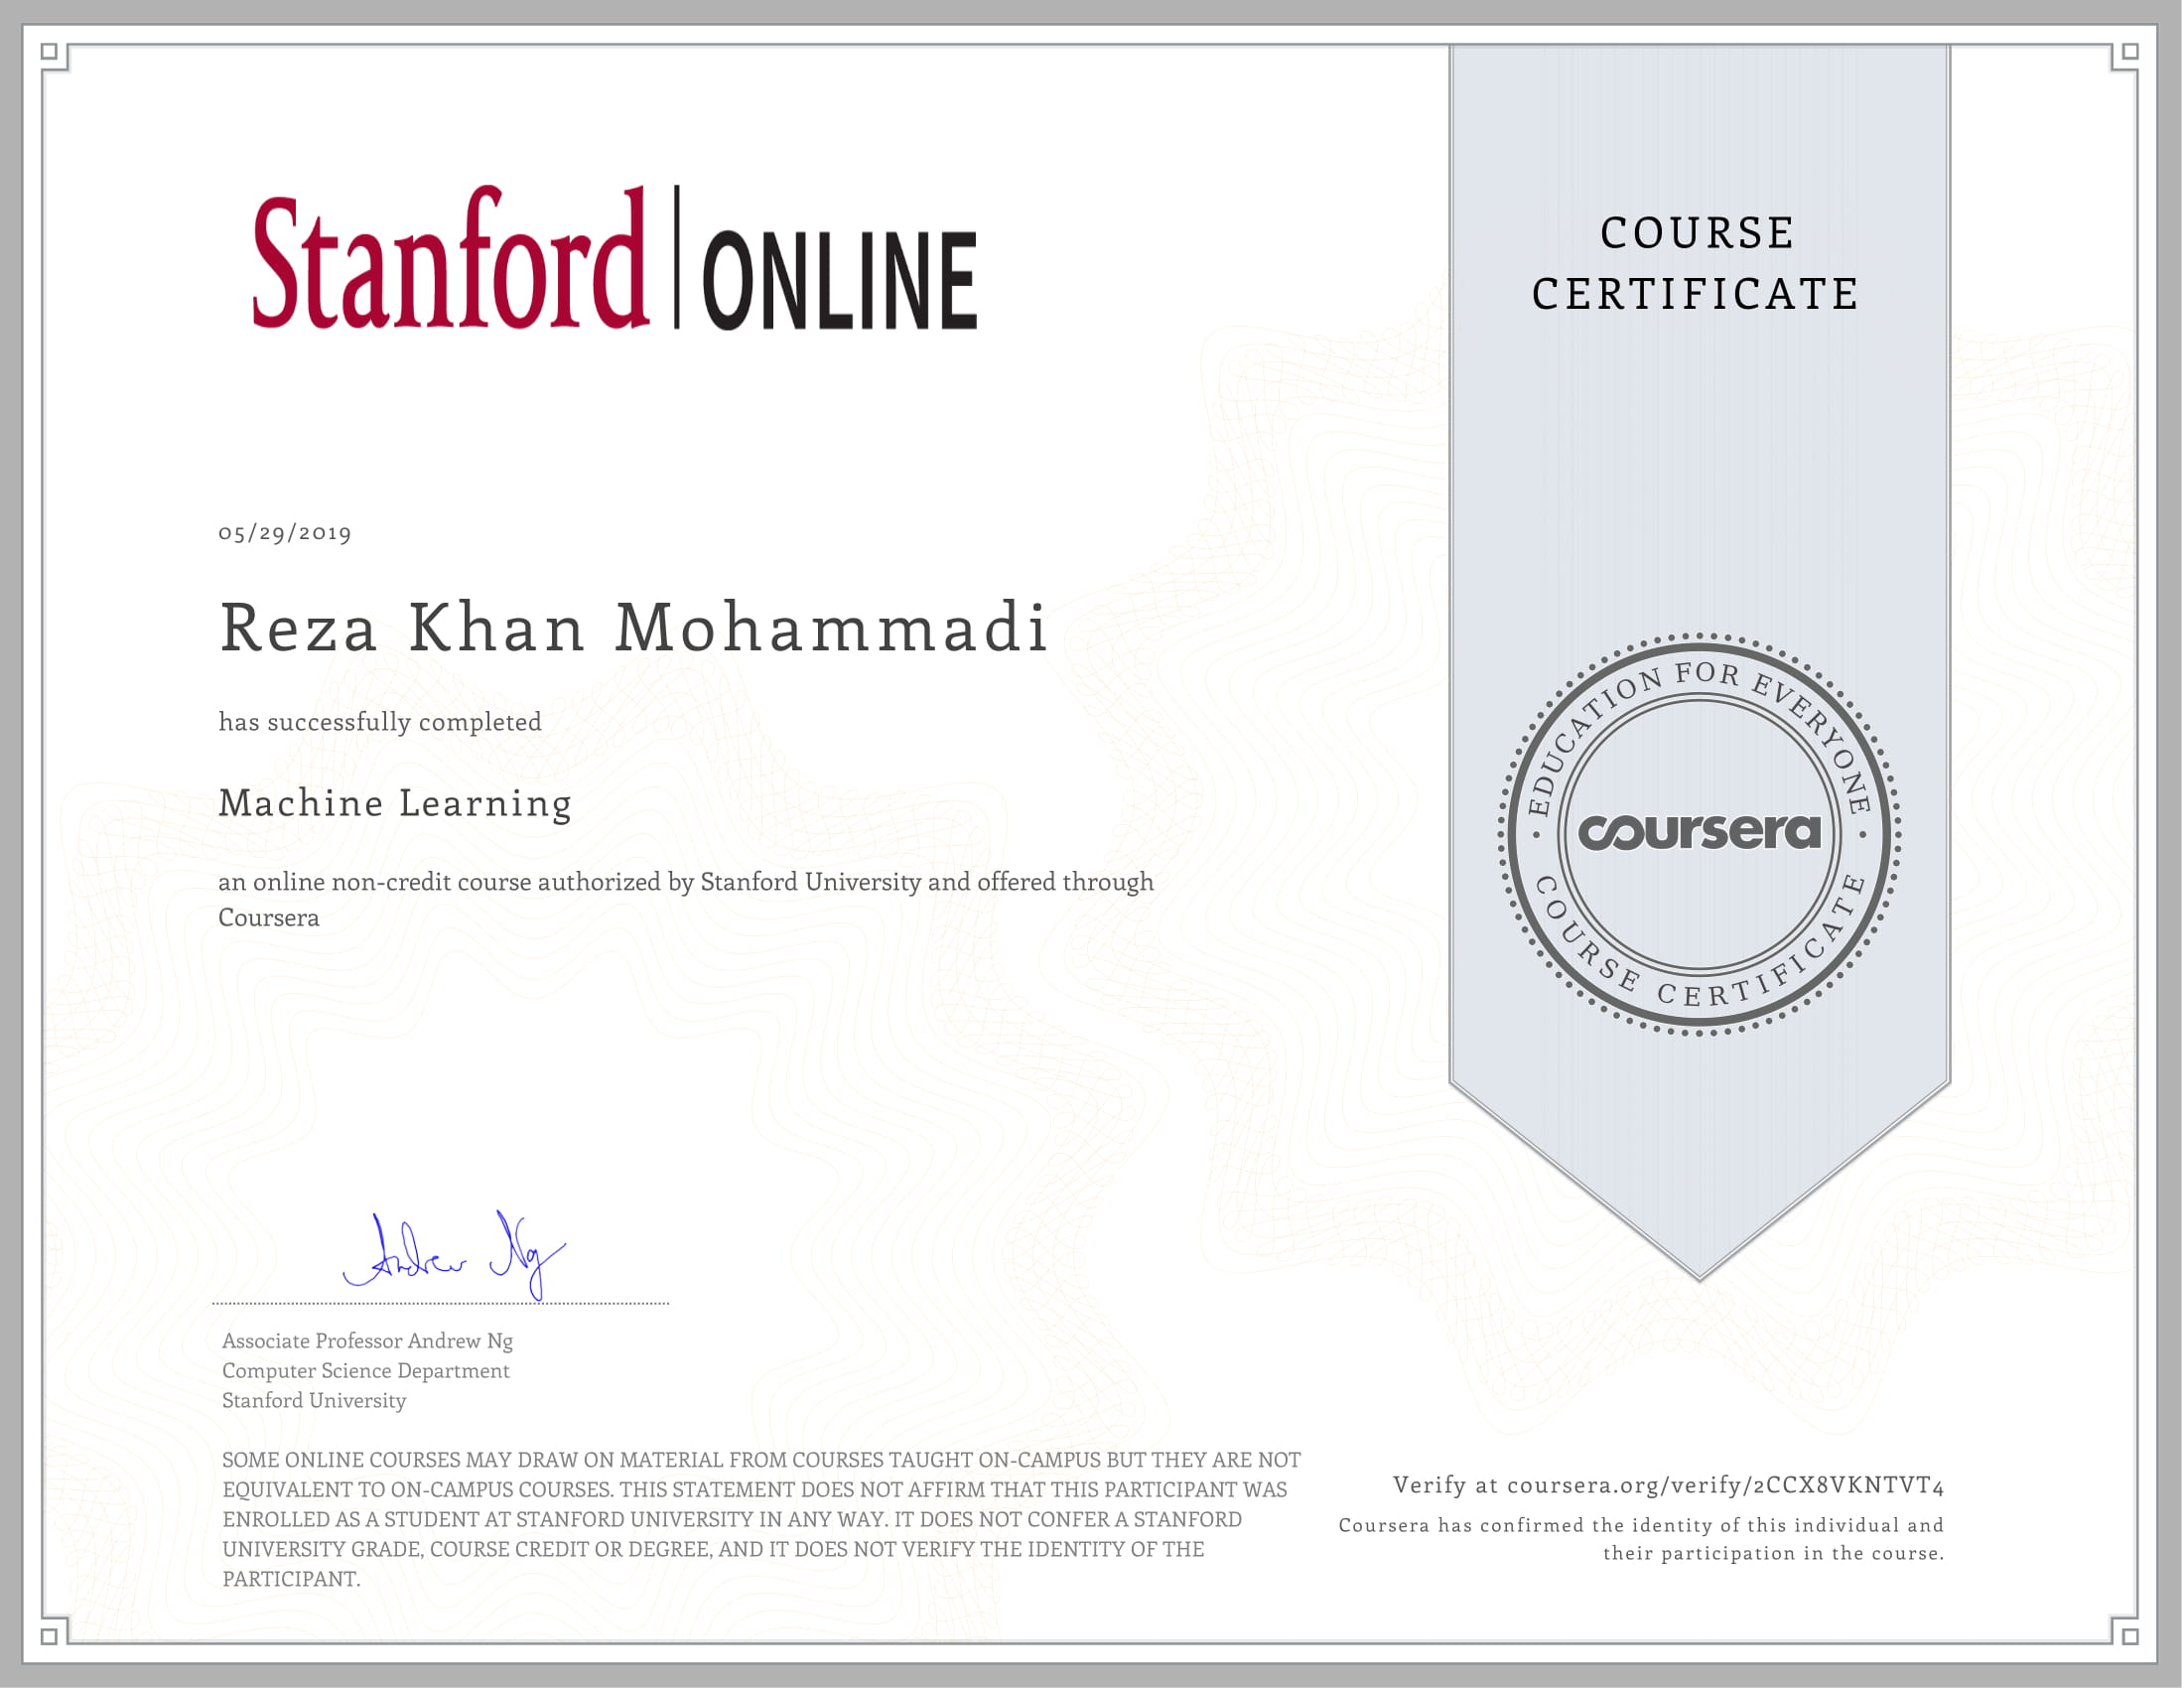 Stanford | ONLINE
COURSE
CERTIFICATE
05/29/2019
Reza Khan Mohammadi
has successfully completed
Machine Learning
an online non-credit course authorized by Stanford University and offered through
Coursera
EDUCATION FOR EVERYONE
coursera
COURSE CERTIFICATE
Andrew Ng
Associate Professor Andrew Ng
Computer Science Department
Stanford University
SOME ONLINE COURSES MAY DRAW ON MATERIAL FROM COURSES TAUGHT ON-CAMPUS BUT THEY ARE NOT
EQUIVALENT TO ON-CAMPUS COURSES. THIS STATEMENT DOES NOT AFFIRM THAT THIS PARTICIPANT WAS
ENROLLED AS A STUDENT AT STANFORD UNIVERSITY IN ANY WAY. IT DOES NOT CONFER A STANFORD
UNIVERSITY GRADE, COURSE CREDIT OR DEGREE, AND IT DOES NOT VERIFY THE IDENTITY OF THE
PARTICIPANT.
Verify at coursera.org/verify/2CCX8VKNTVT4
Coursera has confirmed the identity of this individual and
their participation in the course.